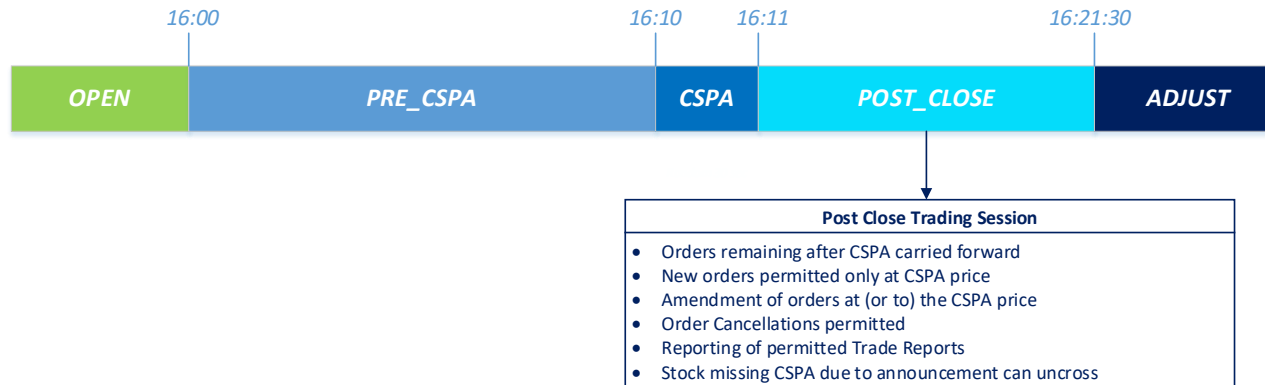 16:00 16:10 16:11 16:21:30
OPEN PRE_CSPA CSPA POST_CLOSE ADJUST
Post Close Trading Session
• Orders remaining after CSPA carried forward
• New orders permitted only at CSPA price
• Amendment of orders at (or to) the CSPA price
• Order Cancellations permitted
• Reporting of permitted Trade Reports
• Stock missing CSPA due to announcement can uncross